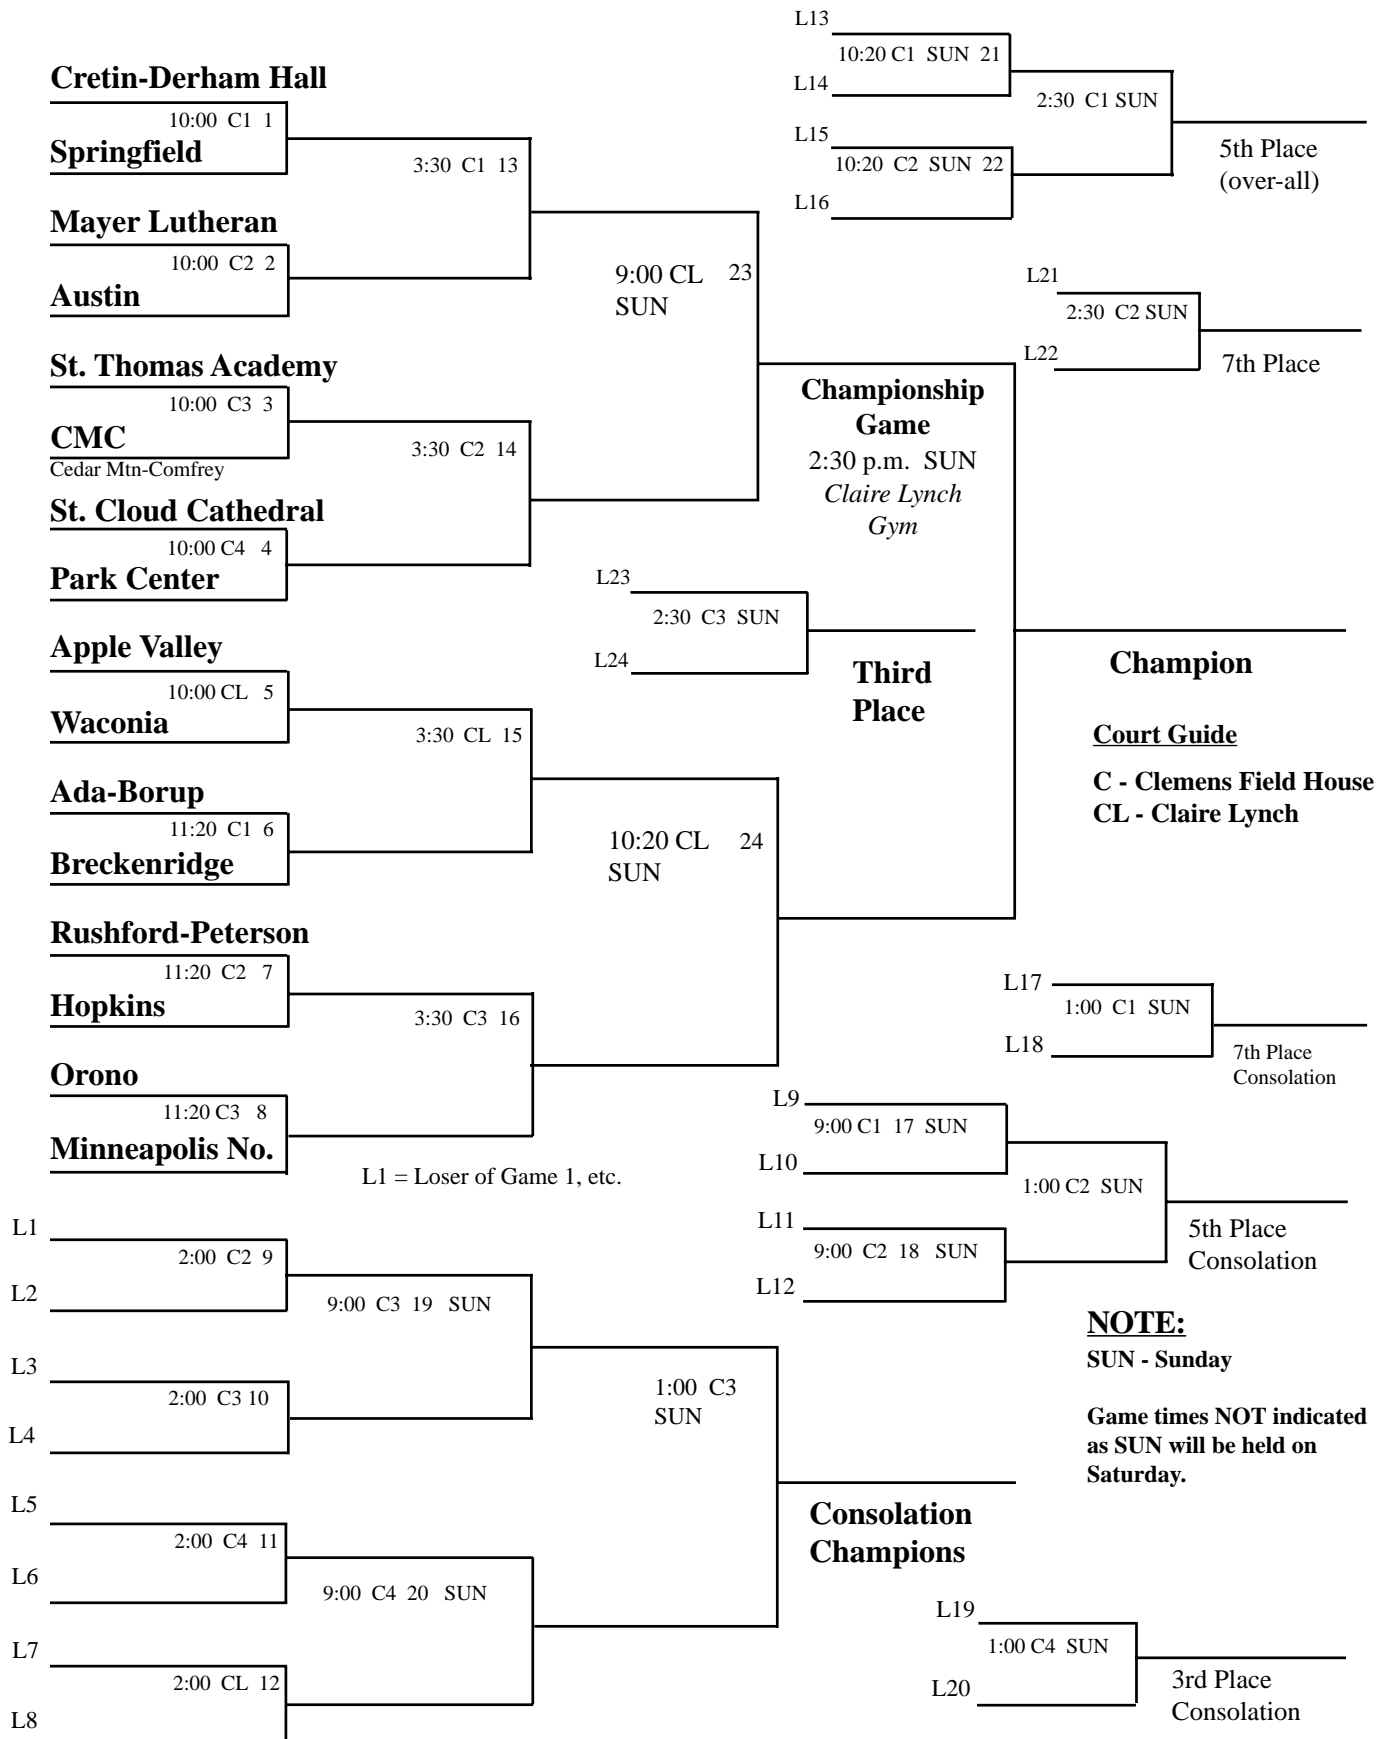 Cretin-Derham Hall
10:00 C1 1
Springfield
3:30 C1 13
Mayer Lutheran
10:00 C2 2
Austin
9:00 CL 23
SUN
St. Thomas Academy
10:00 C3 3
CMC
Cedar Mtn-Comfrey
3:30 C2 14
St. Cloud Cathedral
10:00 C4 4
Park Center
Apple Valley
10:00 CL 5
Waconia
3:30 CL 15
Ada-Borup
11:20 C1 6
Breckenridge
10:20 CL 24
SUN
Rushford-Peterson
11:20 C2 7
Hopkins
3:30 C3 16
Orono
11:20 C3 8
Minneapolis No.
L1 = Loser of Game 1, etc.
L13
10:20 C1 SUN 21
L14
2:30 C1 SUN
L15
10:20 C2 SUN 22
L16
5th Place
(over-all)
L21
2:30 C2 SUN
L22
7th Place
Championship
Game
2:30 p.m. SUN
Claire Lynch
Gym
L23
2:30 C3 SUN
L24
Third
Place
Champion
Court Guide
C - Clemens Field House
CL - Claire Lynch
L17
1:00 C1 SUN
L18
7th Place
Consolation
L9
9:00 C1 17 SUN
L10
1:00 C2 SUN
L11
9:00 C2 18 SUN
L12
5th Place
Consolation
NOTE:
SUN - Sunday
Game times NOT indicated
as SUN will be held on
Saturday.
L1
2:00 C2 9
L2
9:00 C3 19 SUN
L3
2:00 C3 10
L4
1:00 C3
SUN
L5
2:00 C4 11
L6
9:00 C4 20 SUN
L7
2:00 CL 12
L8
Consolation
Champions
L19
1:00 C4 SUN
L20
3rd Place
Consolation